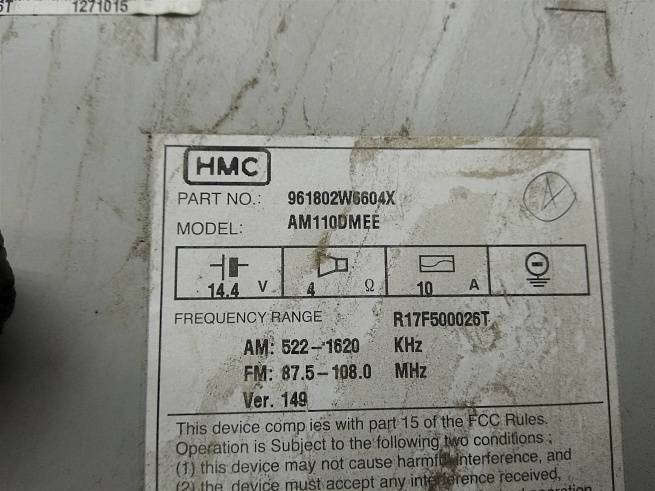 1271015
HMC
PART NO.: 961802W6604X
MODEL: AM110DMEE
14.4 V 4 Ω 10 A
FREQUENCY RANGE R17F500026T
AM: 522-1620 KHz
FM: 87.5-108.0 MHz
Ver. 149
This device complies with part 15 of the FCC Rules.
Operation is Subject to the following two conditions ;
(1) this device may not cause harmful interference, and
(2) the device must accept any interference received,
operation